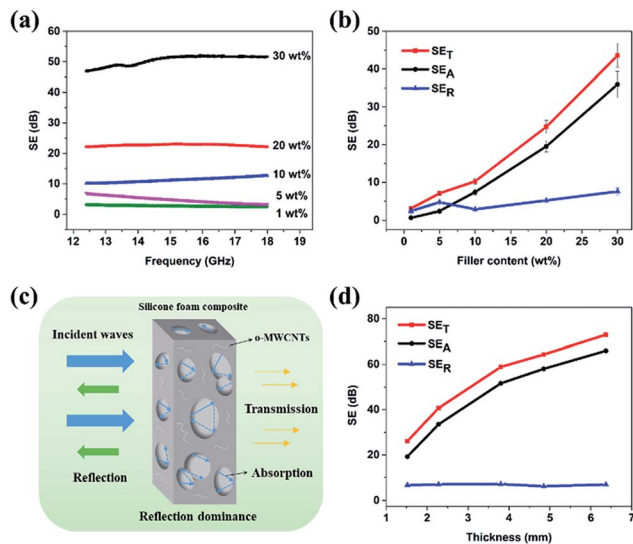 (a)
60
50
40
30
20
10
0
SE (dB)
30 wt%
20 wt%
10 wt%
5 wt%
1 wt%
12 13 14 15 16 17 18 19
Frequency (GHz)
(b)
50
40
30
20
10
0
SE (dB)
SE_T
SE_A
SE_R
0 5 10 15 20 25 30
Filler content (wt%)
(c)
Silicone foam composite
Incident waves
o-MWCNTs
Transmission
Reflection
Absorption
Reflection dominance
(d)
80
60
40
20
0
SE (dB)
SE_T
SE_A
SE_R
1 2 3 4 5 6 7
Thickness (mm)